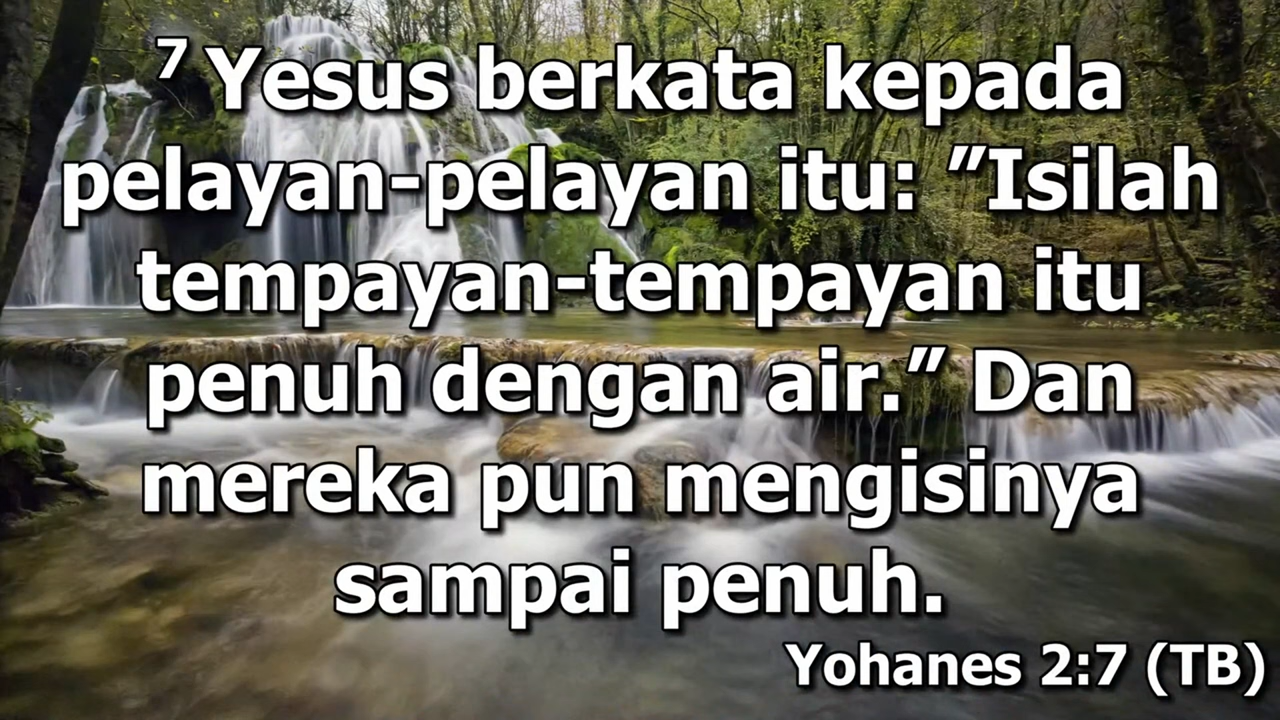 7 Yesus berkata kepada
pelayan-pelayan itu: ”Isilah
tempayan-tempayan itu
penuh dengan air.” Dan
mereka pun mengisinya
sampai penuh.
Yohanes 2:7 (TB)